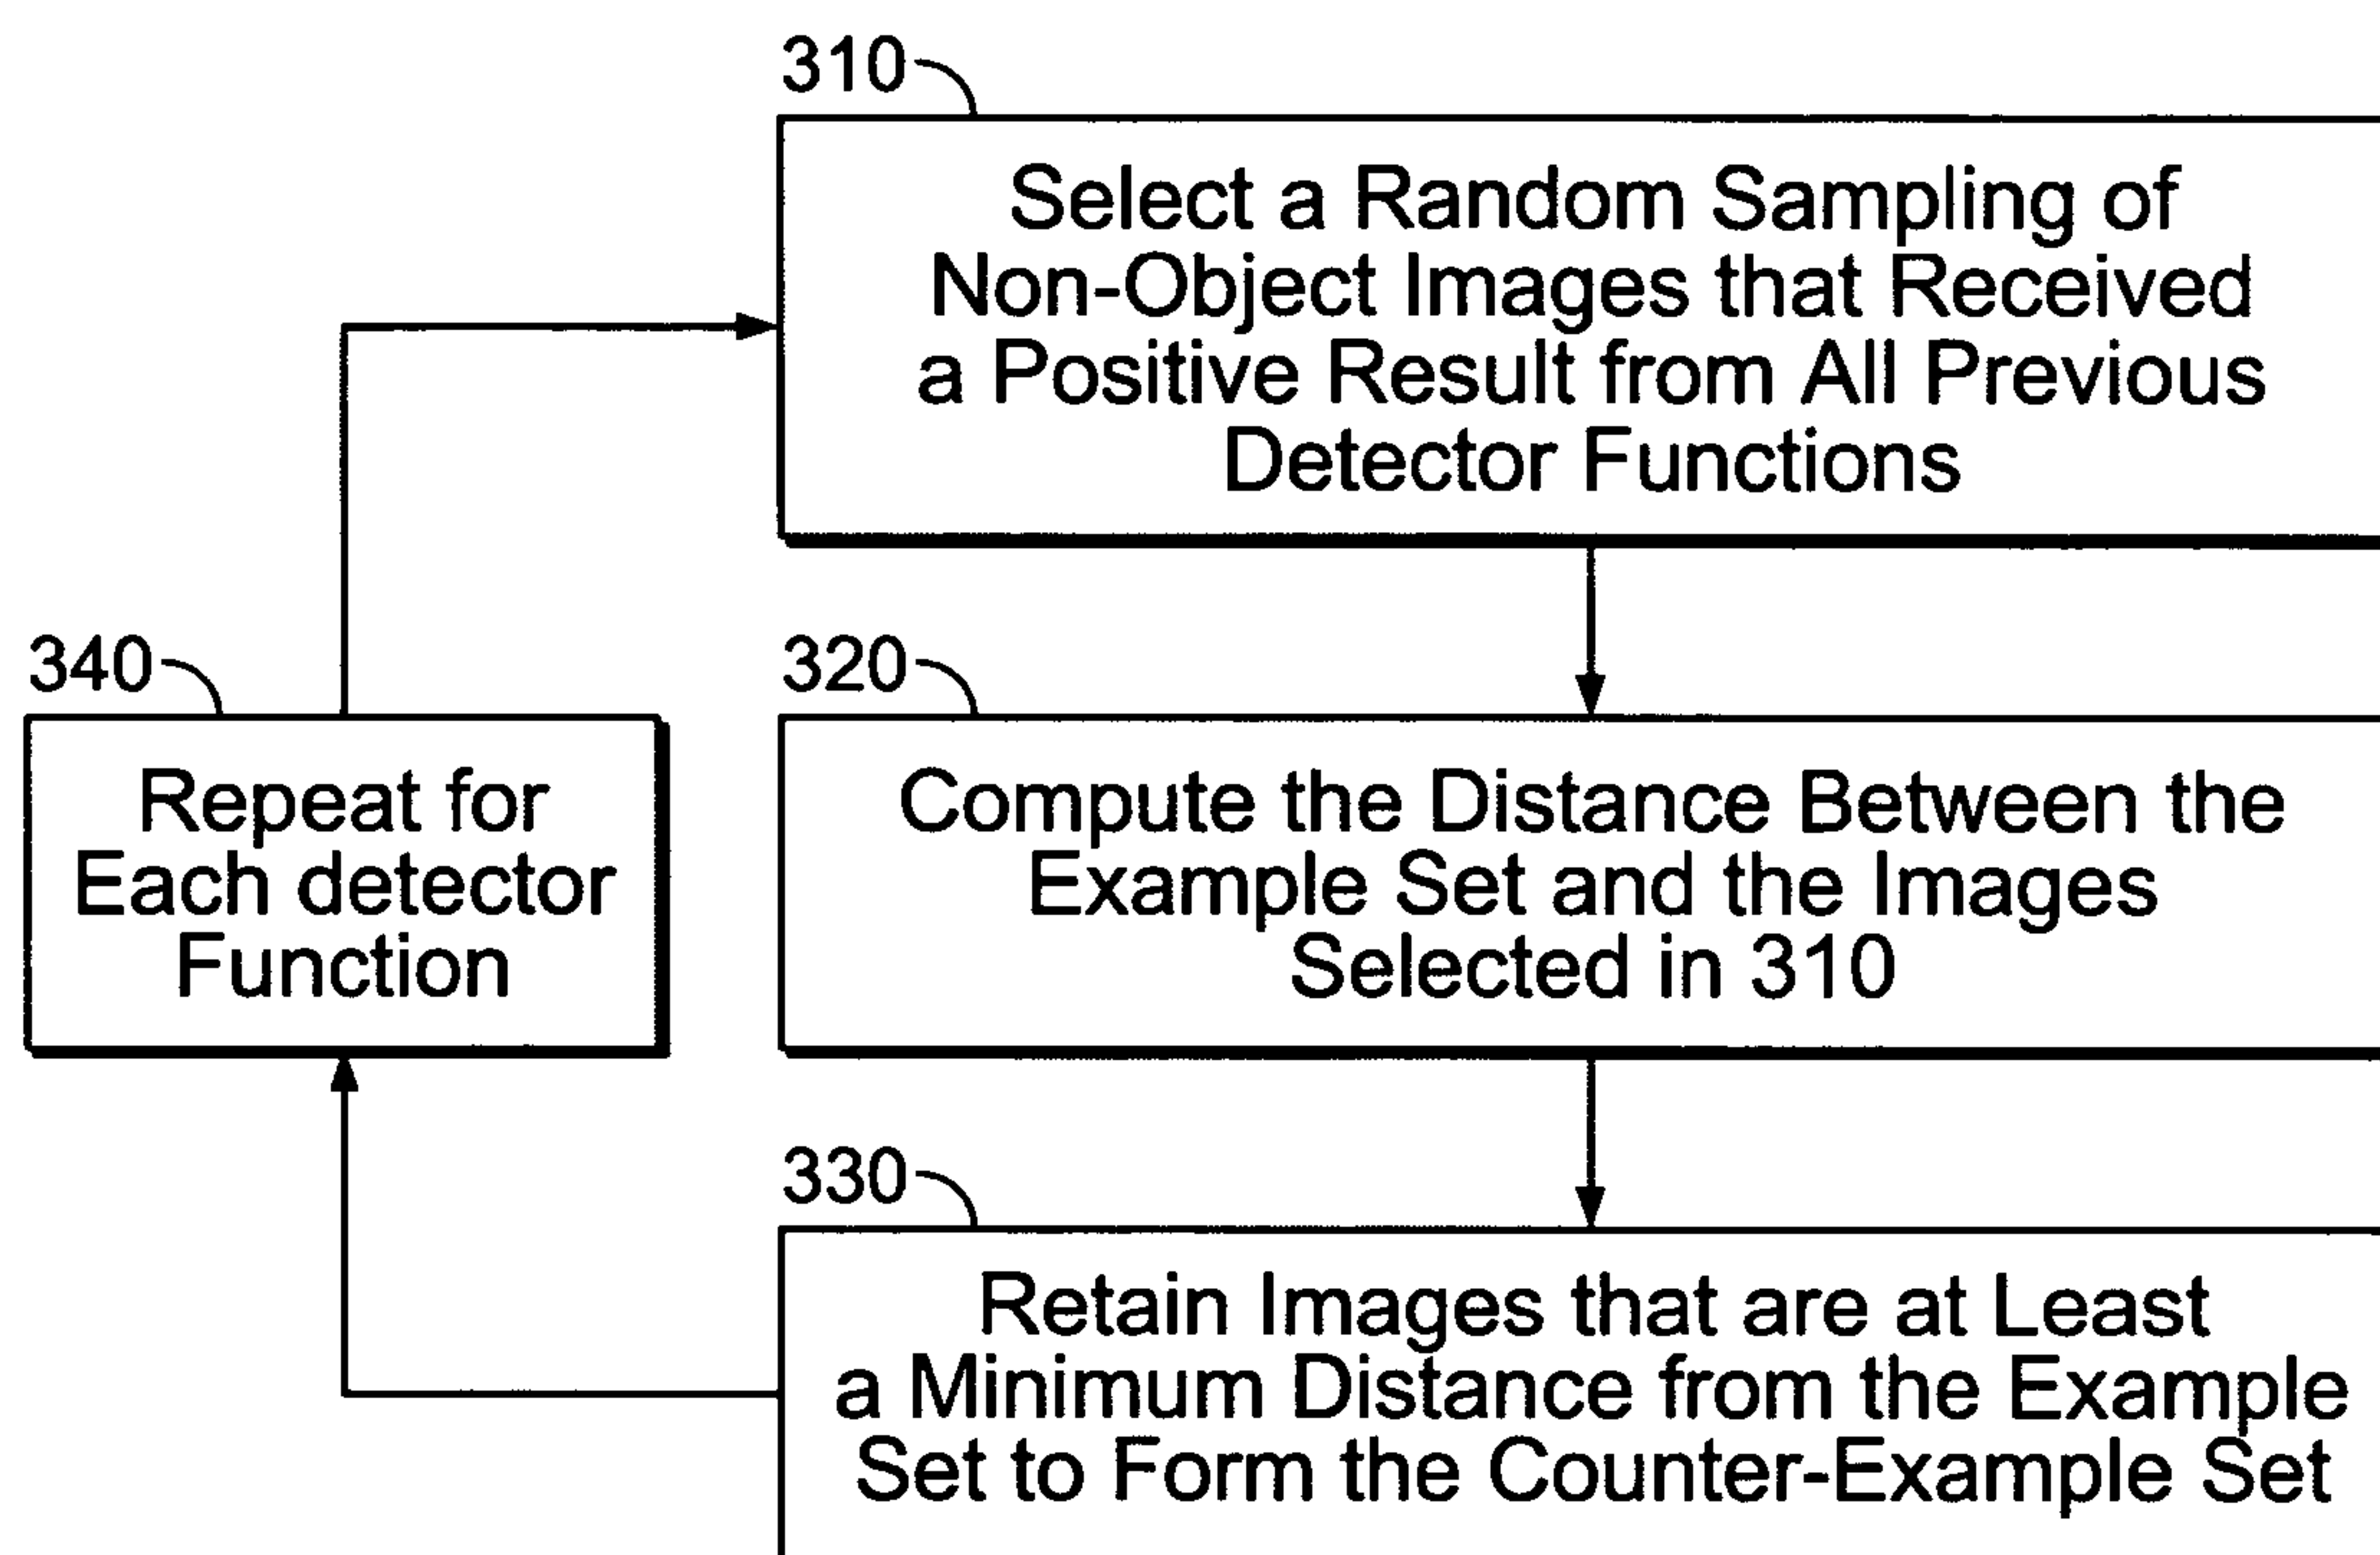 310
Select a Random Sampling of
Non-Object Images that Received
a Positive Result from All Previous
Detector Functions
340
Repeat for
Each detector
Function
320
Compute the Distance Between the
Example Set and the Images
Selected in 310
330
Retain Images that are at Least
a Minimum Distance from the Example
Set to Form the Counter-Example Set